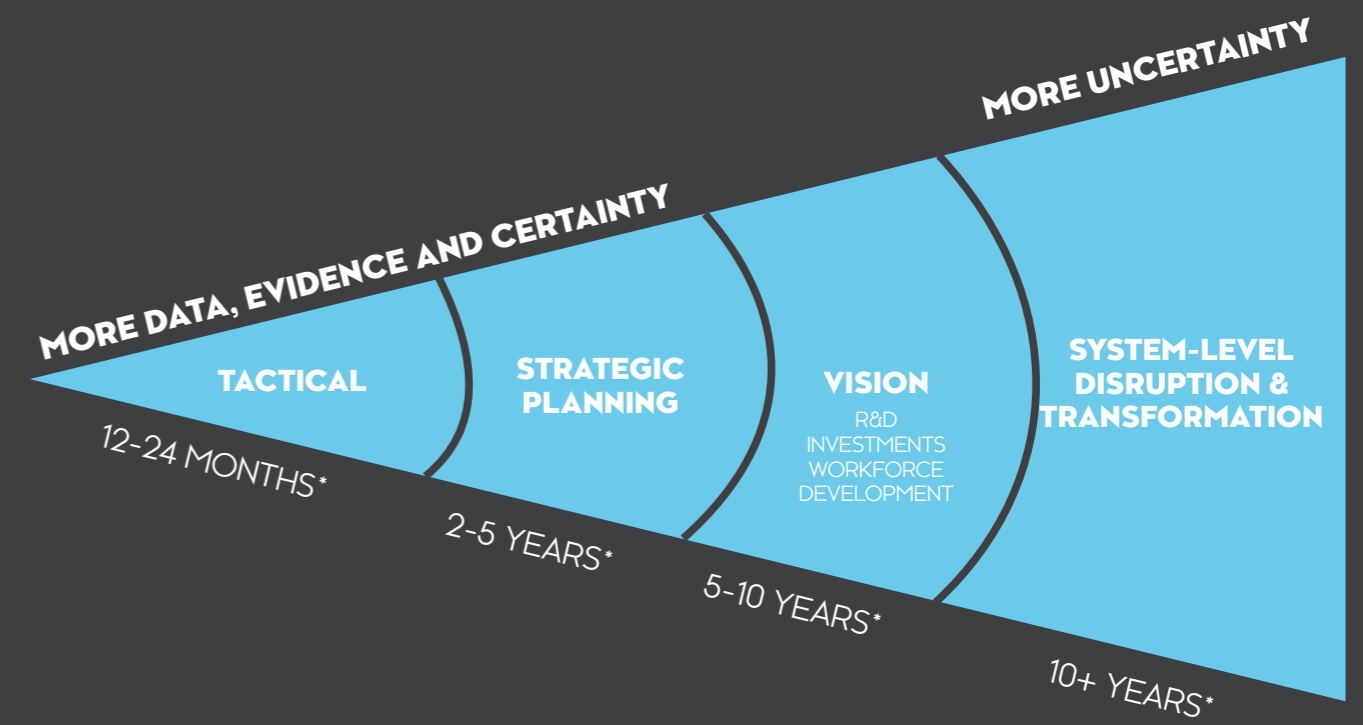 MORE UNCERTAINTY
MORE DATA, EVIDENCE AND CERTAINTY
TACTICAL
STRATEGIC
PLANNING
VISION
R&D
INVESTMENTS
WORKFORCE
DEVELOPMENT
SYSTEM-LEVEL
DISRUPTION &
TRANSFORMATION
12-24 MONTHS*
2-5 YEARS*
5-10 YEARS*
10+ YEARS*